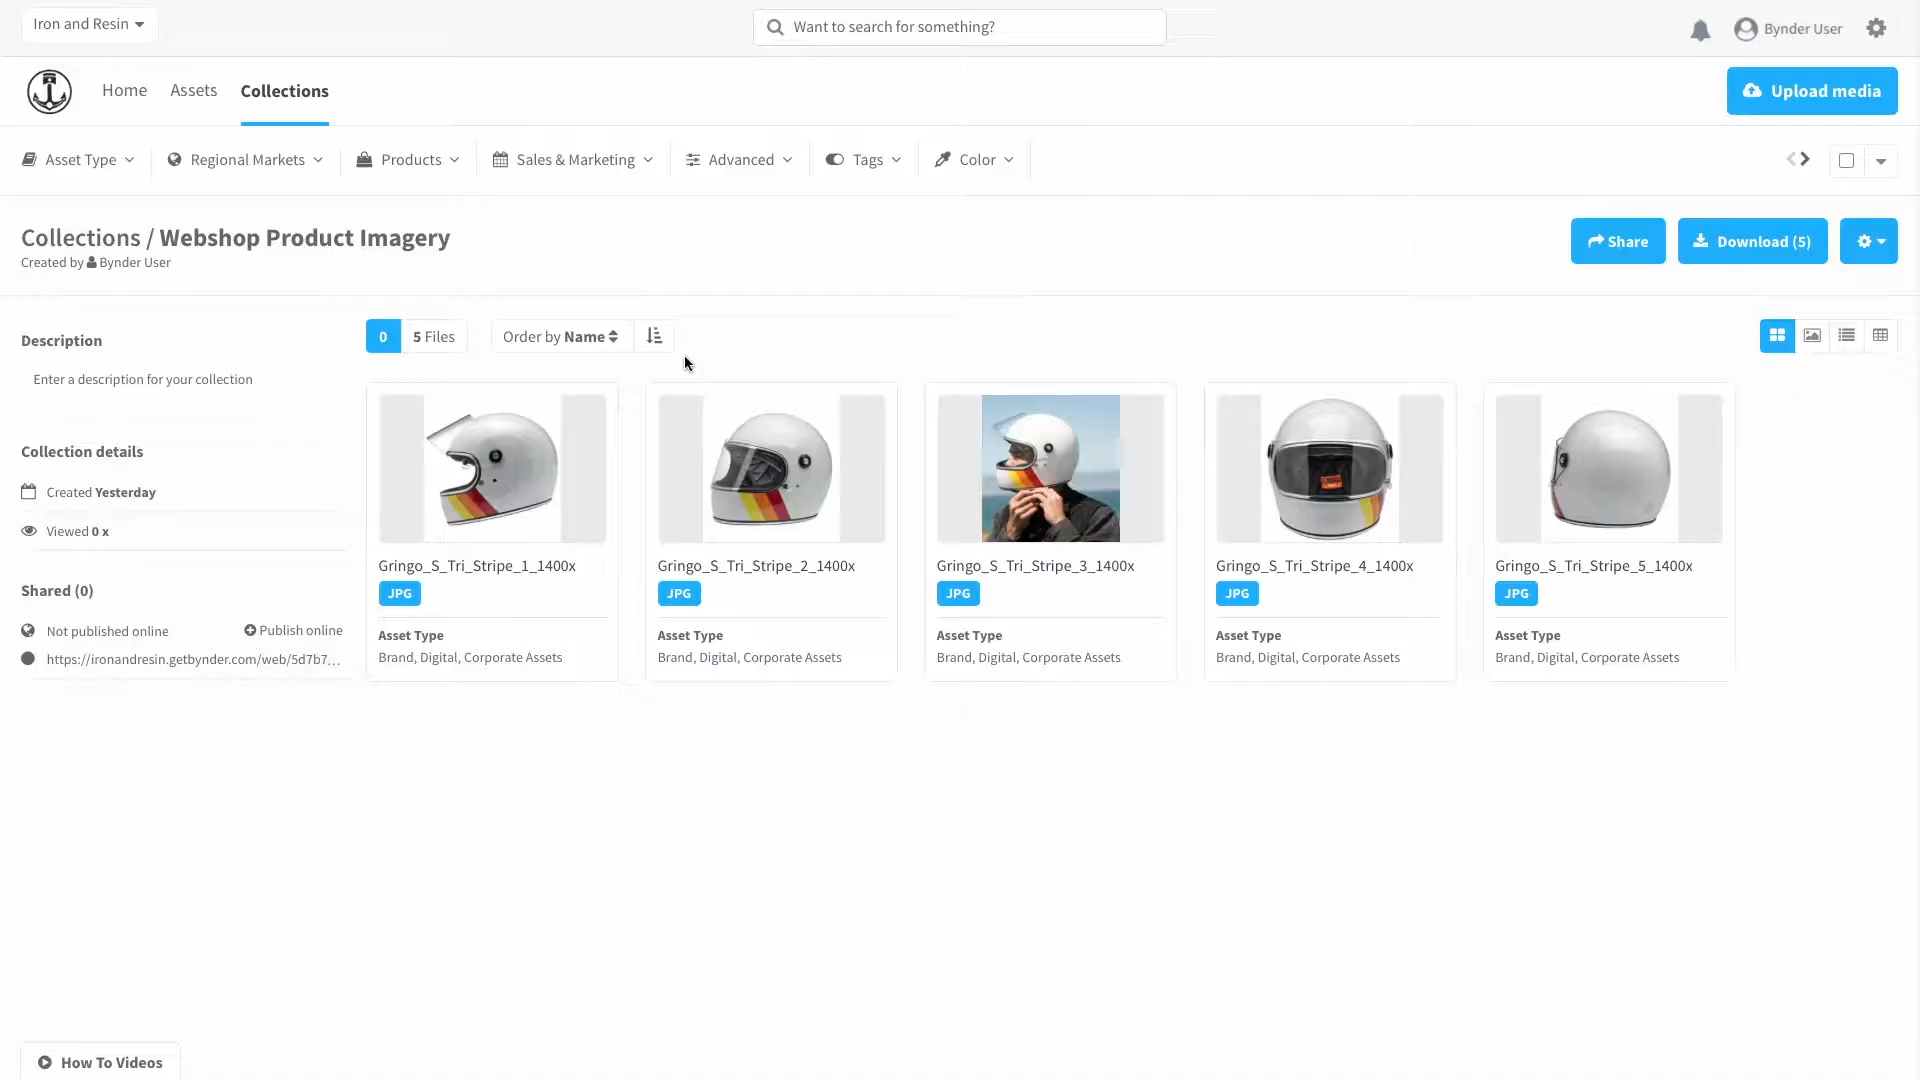 Iron and Resin
Want to search for something?
Bynder User
Home
Assets
Collections
Upload media
Asset Type
Regional Markets
Products
Sales & Marketing
Advanced
Tags
Color
Collections / Webshop Product Imagery
Created by Bynder User
Share
Download (5)
Description
Enter a description for your collection
0
5 Files
Order by Name
Collection details
Created Yesterday
Viewed 0 x
Shared (0)
Not published online
Publish online
https://ironandresin.getbynder.com/web/5d7b7...
Gringo_S_Tri_Stripe_1_1400x
JPG
Asset Type
Brand, Digital, Corporate Assets
Gringo_S_Tri_Stripe_2_1400x
JPG
Asset Type
Brand, Digital, Corporate Assets
Gringo_S_Tri_Stripe_3_1400x
JPG
Asset Type
Brand, Digital, Corporate Assets
Gringo_S_Tri_Stripe_4_1400x
JPG
Asset Type
Brand, Digital, Corporate Assets
Gringo_S_Tri_Stripe_5_1400x
JPG
Asset Type
Brand, Digital, Corporate Assets
How To Videos